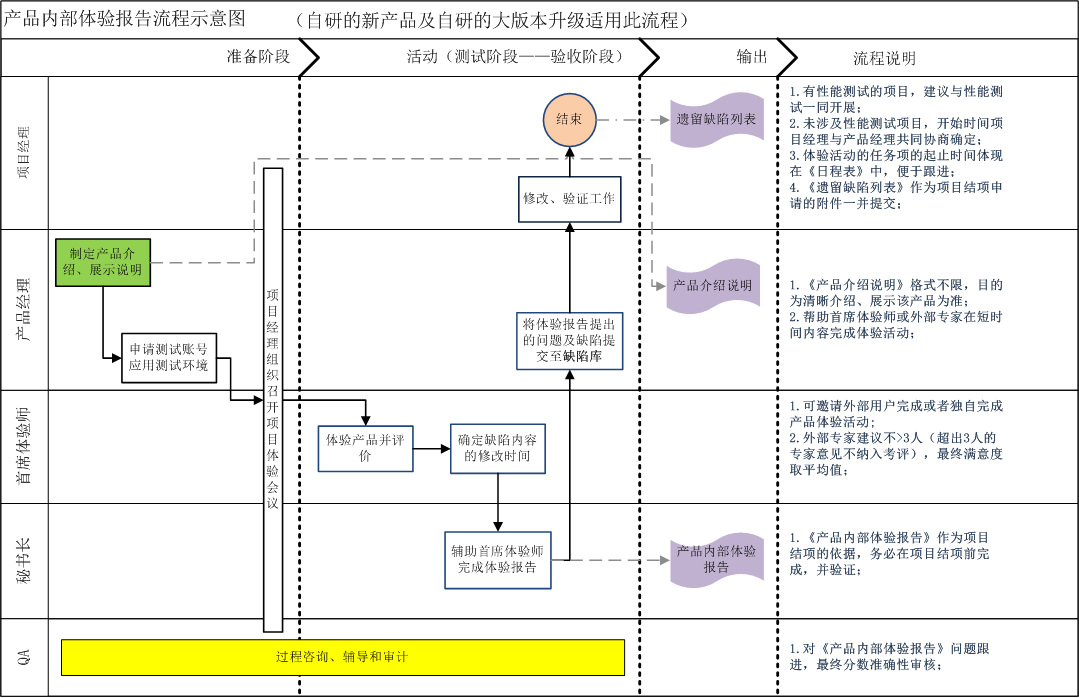 产品内部体验报告流程示意图 （自研的新产品及自研的大版本升级适用此流程）
准备阶段
活动（测试阶段——验收阶段）
输出
流程说明
项目经理
结束
遗留缺陷列表
修改、验证工作
1.有性能测试的项目，建议与性能测
试一同开展；
2.未涉及性能测试项目，开始时间项
目经理与产品经理共同协商确定；
3.体验活动的任务项的起止时间体现
在《日程表》中，便于跟进；
4.《遗留缺陷列表》作为项目结项申
请的附件一并提交；
产品经理
制定产品介
绍、展示说明
申请测试账号
应用测试环境
项目经理组织召开项目体验会议
将体验报告提出
的问题及缺陷提
交至缺陷库
产品介绍说明
1.《产品介绍说明》格式不限，目的
为清晰介绍、展示该产品为准；
2.帮助首席体验师或外部专家在短时
间内容完成体验活动；
首席体验师
体验产品并评
价
确定缺陷内容
的修改时间
1.可邀请外部用户完成或者独自完成
产品体验活动;
2.外部专家建议不>3人（超出3人的
专家意见不纳入考评），最终满意度
取平均值；
秘书长
辅助首席体验师
完成体验报告
产品内部体验
报告
1.《产品内部体验报告》作为项目
结项的依据，务必在项目结项前完
成，并验证；
QA
过程咨询、辅导和审计
1.对《产品内部体验报告》问题跟
进，最终分数准确性审核；